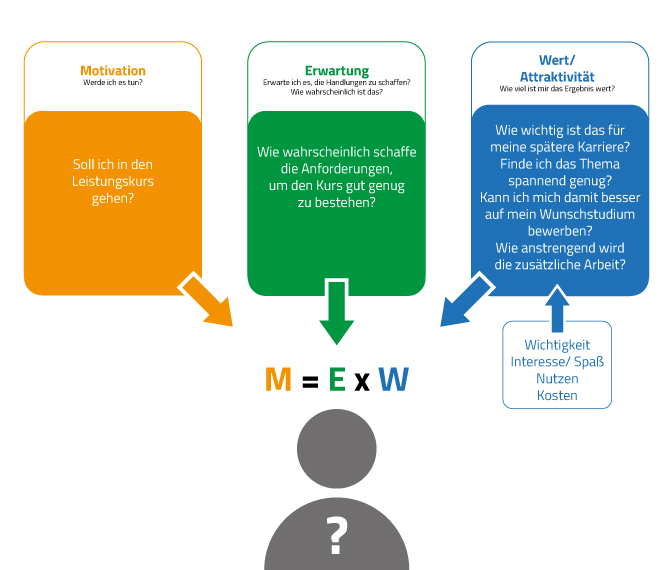 Motivation
Werde ich es tun?
Soll ich in den
Leistungskurs
gehen?
Erwartung
Erwarte ich es, die Handlungen zu schaffen?
Wie wahrscheinlich ist das?
Wie wahrscheinlich schaffe
die Anforderungen,
um den Kurs gut genug
zu bestehen?
Wert/
Attraktivität
Wie viel ist mir das Ergebnis wert?
Wie wichtig ist das für
meine spätere Karriere?
Finde ich das Thema
spannend genug?
Kann ich mich damit besser
auf mein Wunschstudium
bewerben?
Wie anstrengend wird
die zusätzliche Arbeit?
Wichtigkeit
Interesse/ Spaß
Nutzen
Kosten
M = E x W
?